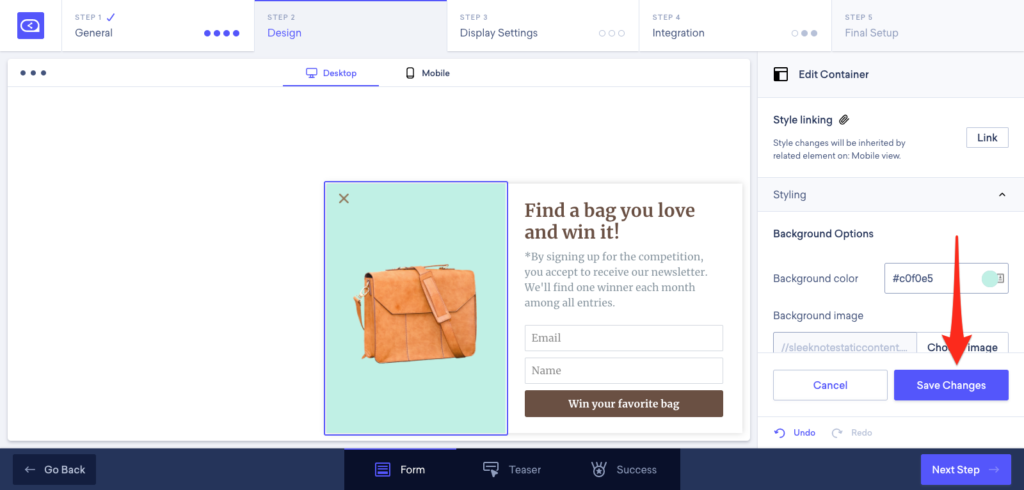 STEP 1
General
STEP 2
Design
STEP 3
Display Settings
STEP 4
Integration
STEP 5
Final Setup
Desktop
Mobile
Edit Container
Style linking
Style changes will be inherited by
related element on: Mobile view.
Link
Styling
Background Options
Background color
#c0f0e5
Background image
//sleeknotestaticcontent....
Cancel
Save Changes
Undo
Redo
Find a bag you love
and win it!
*By signing up for the competition,
you accept to receive our newsletter.
We'll find one winner each month
among all entries.
Email
Name
Win your favorite bag
Go Back
Form
Teaser
Success
Next Step